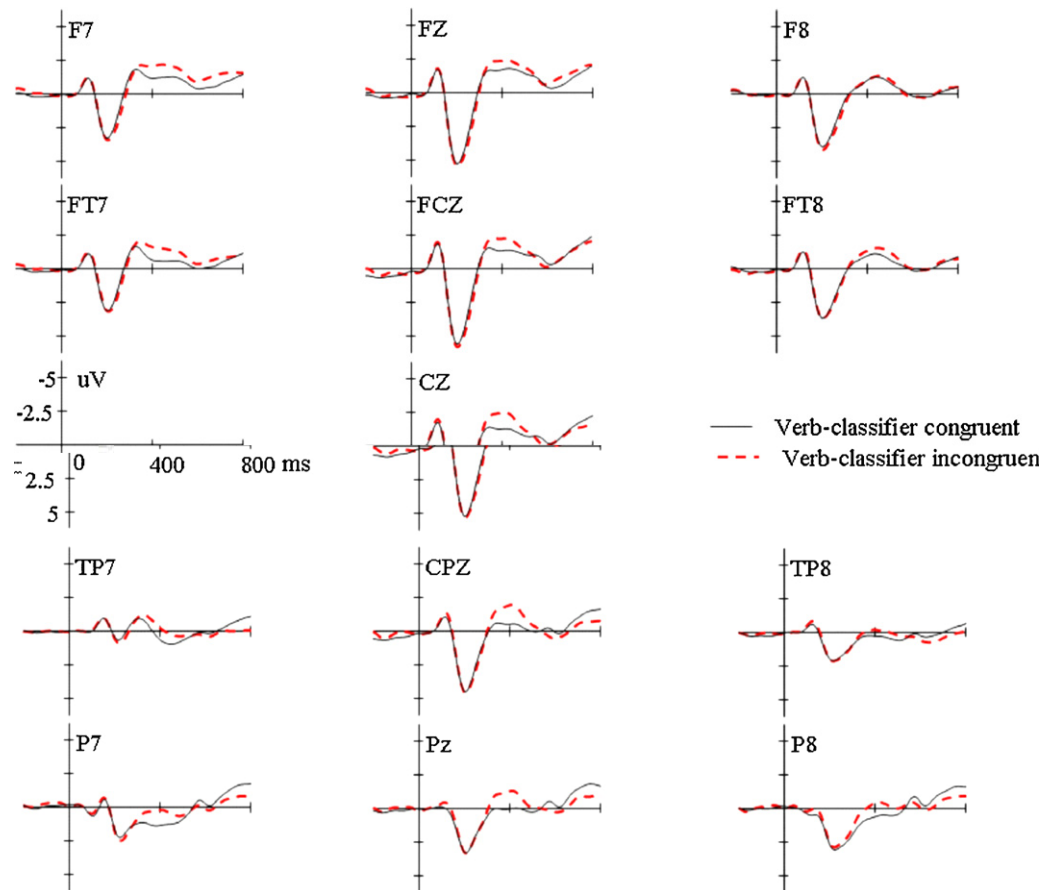 F7 FZ F8
FT7 FCZ FT8
-5 uV CZ
-2.5
0 400 800 ms
2.5
5
Verb-classifier congruent
Verb-classifier incongruen
TP7 CPZ TP8
P7 Pz P8